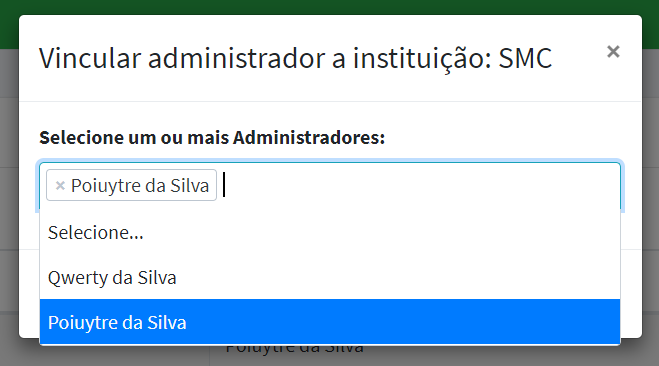 Vincular administrador a instituição: SMC
×
Selecione um ou mais Administradores:
× Poiuytre da Silva
Selecione...
Qwerty da Silva
Poiuytre da Silva
Poiuytre da Silva